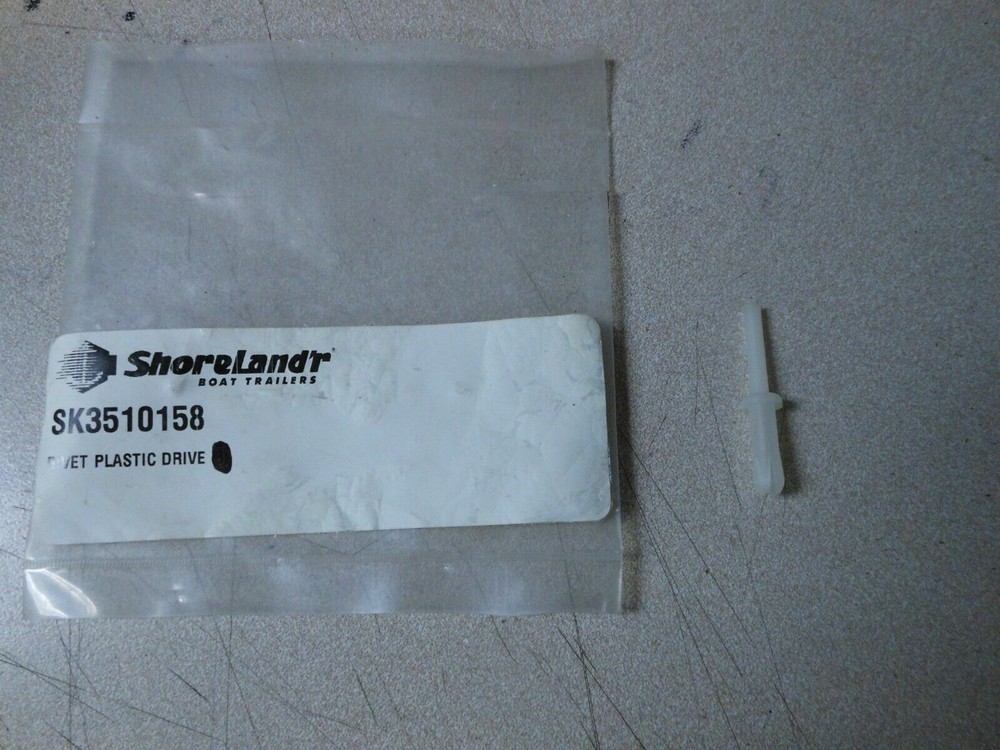 ShoreLand'r®
BOAT TRAILERS
SK3510158
PLASTIC DRIVE